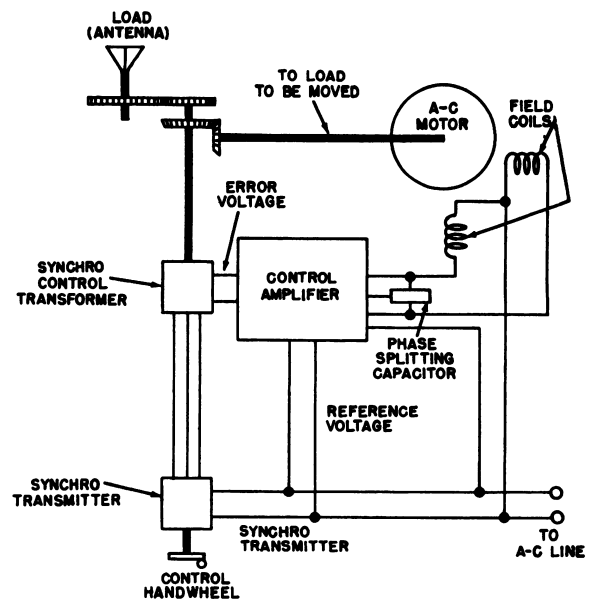 LOAD
(ANTENNA)
TO LOAD
TO BE MOVED
A-C
MOTOR
FIELD
COILS
ERROR
VOLTAGE
SYNCHRO
CONTROL
TRANSFORMER
CONTROL
AMPLIFIER
PHASE
SPLITTING
CAPACITOR
REFERENCE
VOLTAGE
SYNCHRO
TRANSMITTER
SYNCHRO
TRANSMITTER
TO
A-C LINE
CONTROL
HANDWHEEL